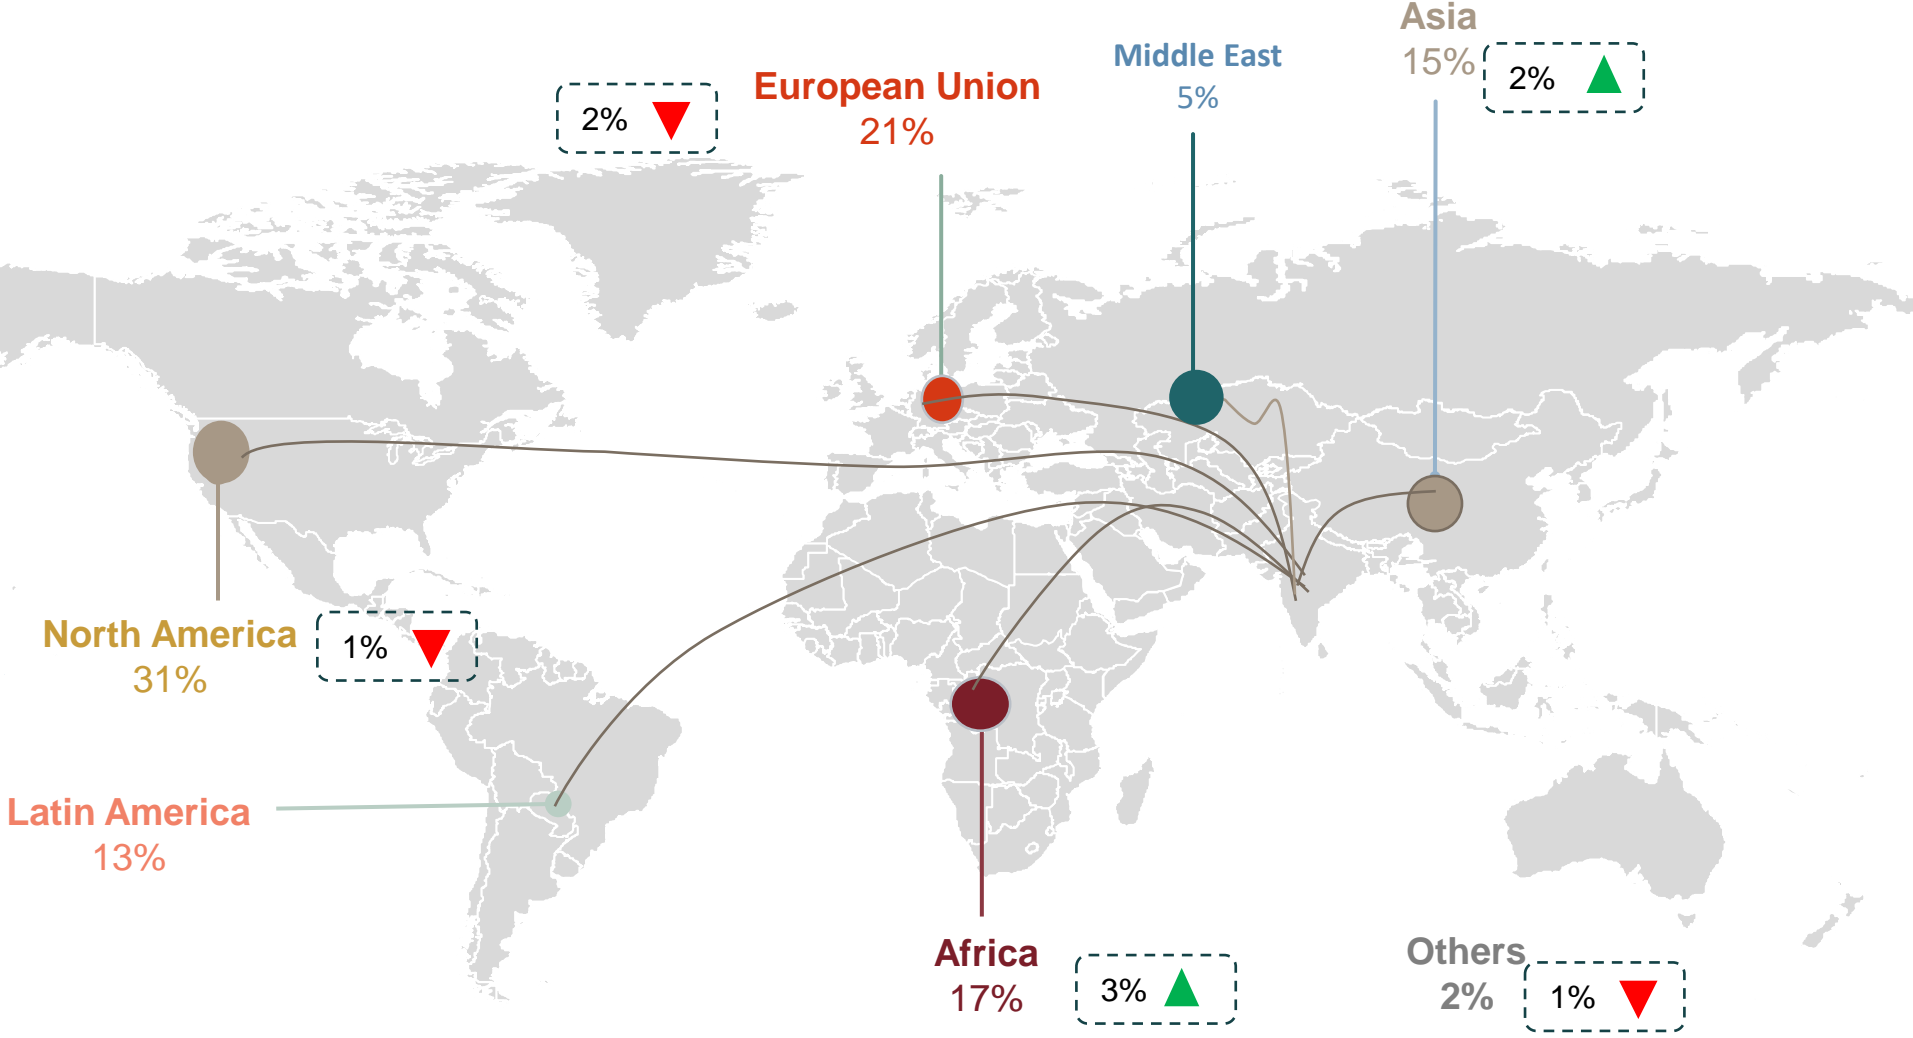 Asia
15%
2%
Middle East
5%
European Union
21%
2%
North America
31%
1%
Latin America
13%
Africa
17%
3%
Others
2%
1%